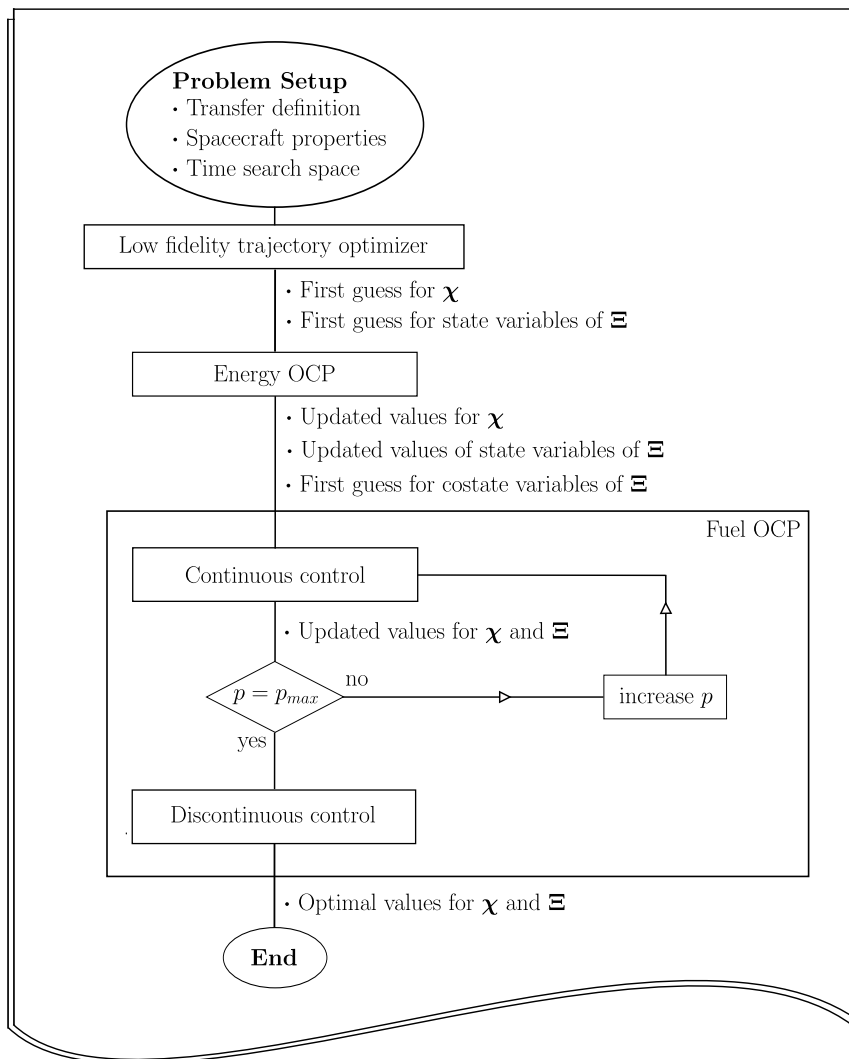 Problem Setup
· Transfer definition
· Spacecraft properties
· Time search space
Low fidelity trajectory optimizer
· First guess for 𝝌
· First guess for state variables of 𝚵
Energy OCP
· Updated values for 𝝌
· Updated values of state variables of 𝚵
· First guess for costate variables of 𝚵
Fuel OCP
Continuous control
· Updated values for 𝝌 and 𝚵
p = p_{max}
no
increase p
yes
Discontinuous control
· Optimal values for 𝝌 and 𝚵
End